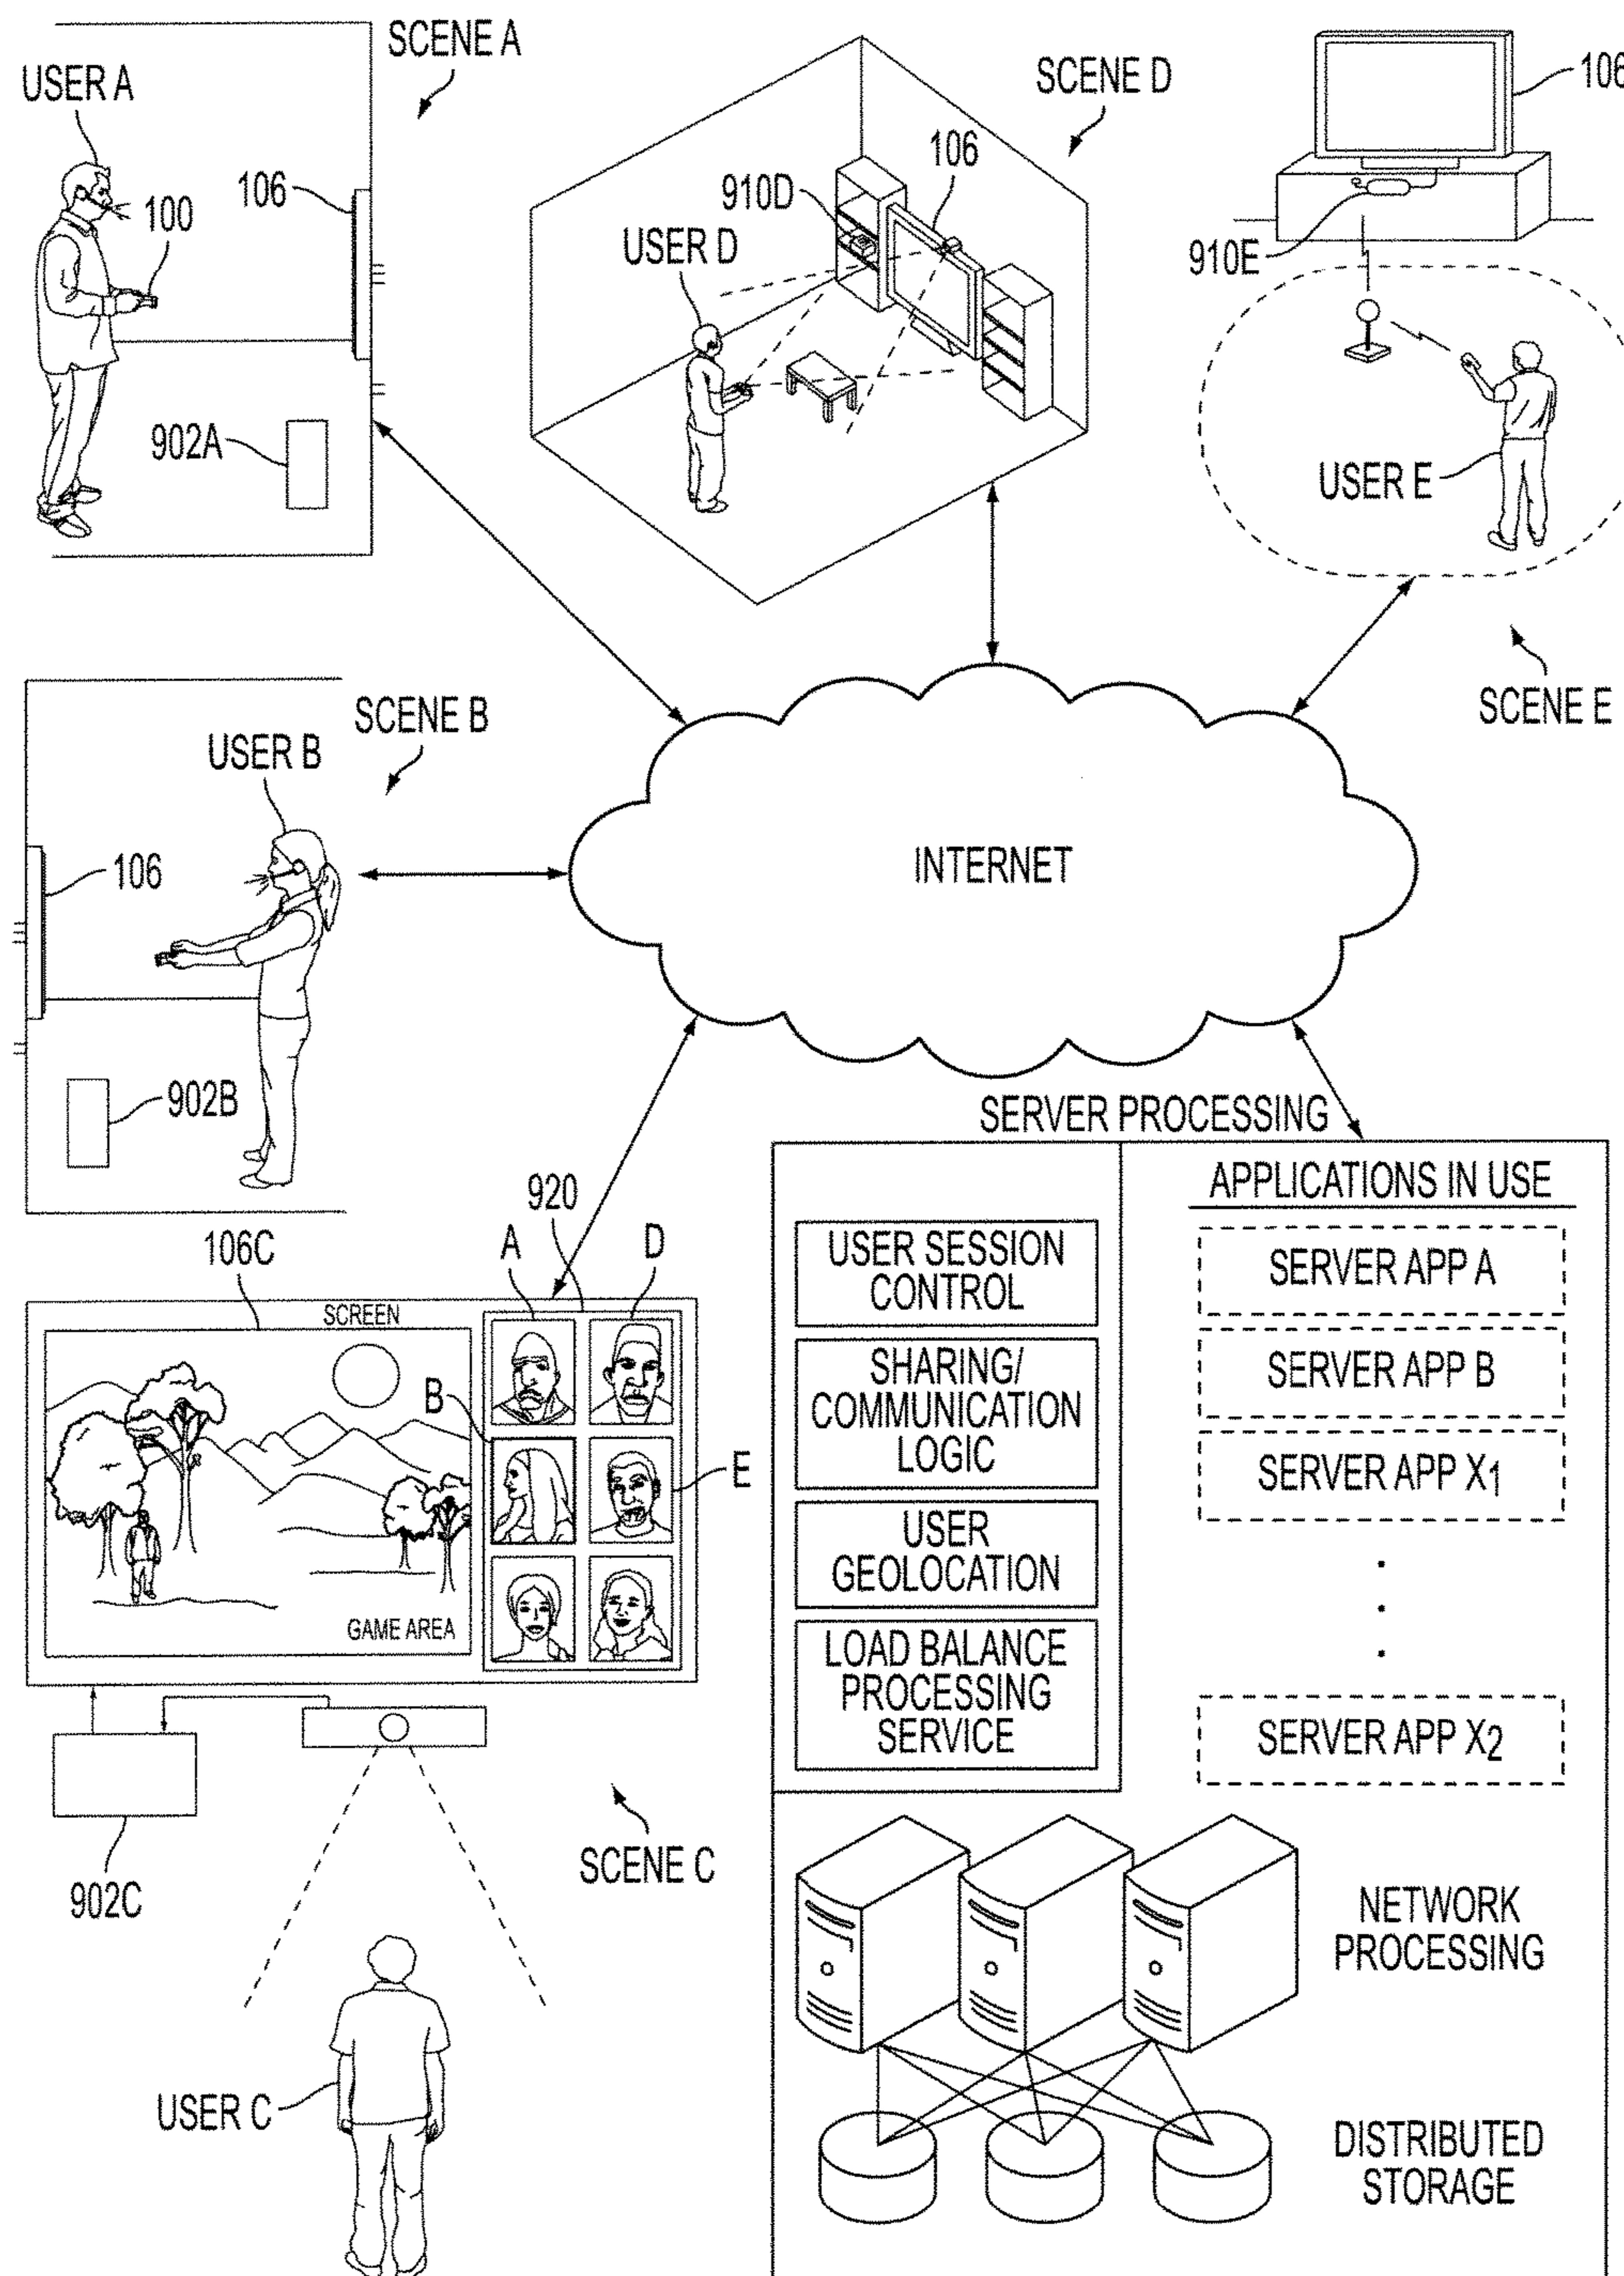 SCENE A
USER A
100
106
902A
SCENE D
106
910D
USER D
106
910E
USER E
SCENE E
SCENE B
USER B
106
902B
INTERNET
SERVER PROCESSING
920
A
D
106C
SCREEN
B
E
GAME AREA
902C
SCENE C
USER C
USER SESSION
CONTROL
SHARING/
COMMUNICATION
LOGIC
USER
GEOLOCATION
LOAD BALANCE
PROCESSING
SERVICE
APPLICATIONS IN USE
SERVER APP A
SERVER APP B
SERVER APP X1
SERVER APP X2
NETWORK
PROCESSING
DISTRIBUTED
STORAGE